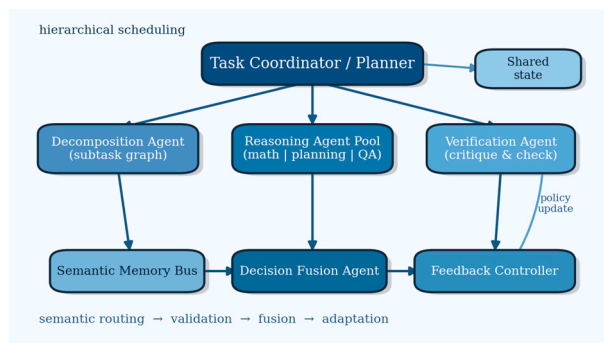 hierarchical scheduling
Task Coordinator / Planner
Shared
state
Decomposition Agent
(subtask graph)
Reasoning Agent Pool
(math | planning | QA)
Verification Agent
(critique & check)
policy
update
Semantic Memory Bus
Decision Fusion Agent
Feedback Controller
semantic routing → validation → fusion → adaptation